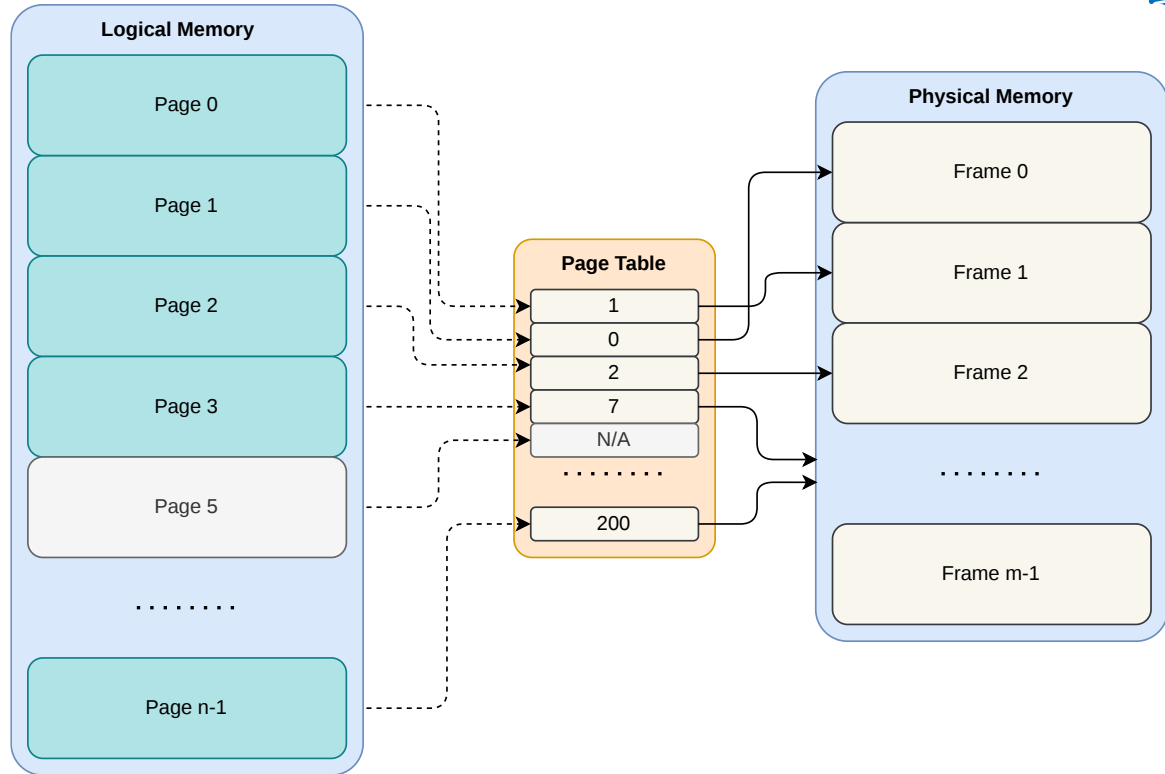 Logical Memory
Page 0
Page 1
Page 2
Page 3
Page 5
. . . . . . . .
Page n-1
Page Table
1
0
2
7
N/A
. . . . . . . .
200
Physical Memory
Frame 0
Frame 1
Frame 2
. . . . . . . .
Frame m-1